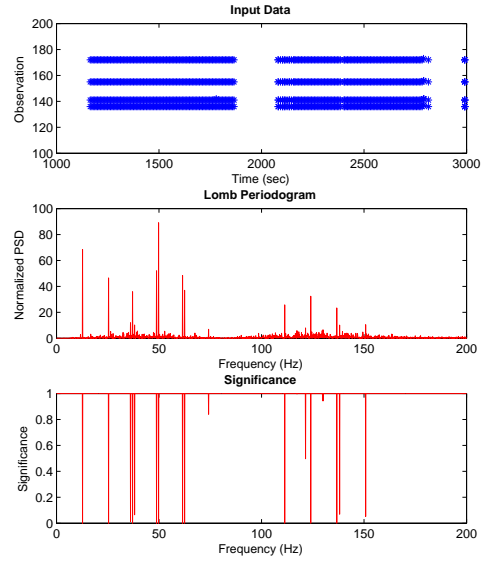 Input Data
200
180
160
140
120
100
Observation
1000 1500 2000 2500 3000
Time (sec)
Lomb Periodogram
100
80
60
40
20
0
Normalized PSD
0 50 100 150 200
Frequency (Hz)
Significance
1
0.8
0.6
0.4
0.2
0
Significance
0 50 100 150 200
Frequency (Hz)